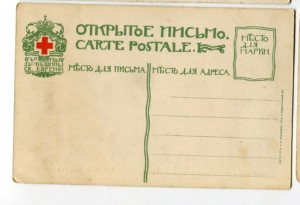 ОТКРЫТОЕ ПИСЬМО.
CARTE POSTALE.
МѢСТО
ДЛЯ
МАРКИ.
МѢСТО ДЛЯ ПИСЬМА
МѢСТО ДЛЯ АДРЕСА.